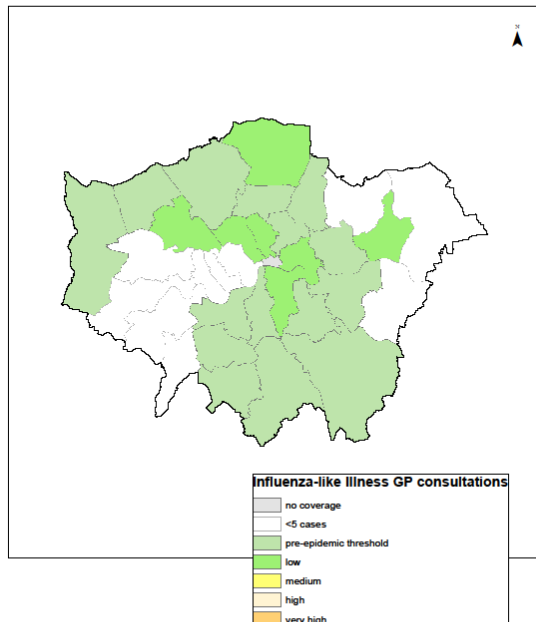 N
Influenza-like Illness GP consultations
no coverage
<5 cases
pre-epidemic threshold
low
medium
high
very high